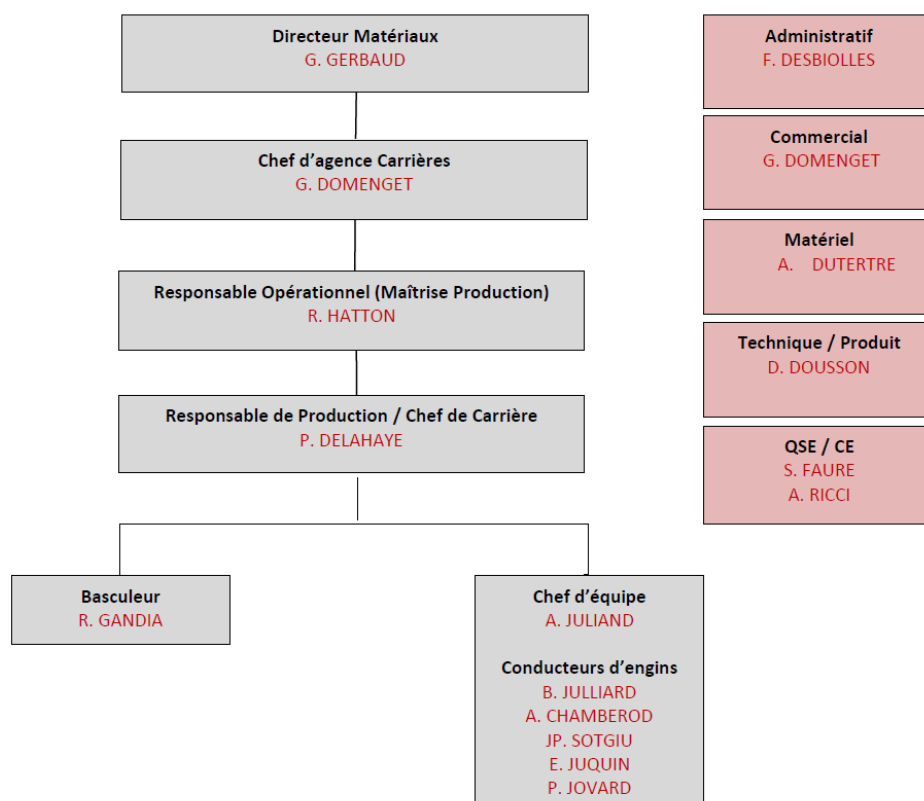 Directeur Matériaux
G. GERBAUD
Chef d'agence Carrières
G. DOMENGET
Responsable Opérationnel (Maîtrise Production)
R. HATTON
Responsable de Production / Chef de Carrière
P. DELAHAYE
Basculeur
R. GANDIA
Chef d'équipe
A. JULIAND
Conducteurs d'engins
B. JULLIARD
A. CHAMBEROD
JP. SOTGIU
E. JUQUIN
P. JOVARD
Administratif
F. DESBIOLLES
Commercial
G. DOMENGET
Matériel
A. DUTERTRE
Technique / Produit
D. DOUSSON
QSE / CE
S. FAURE
A. RICCI